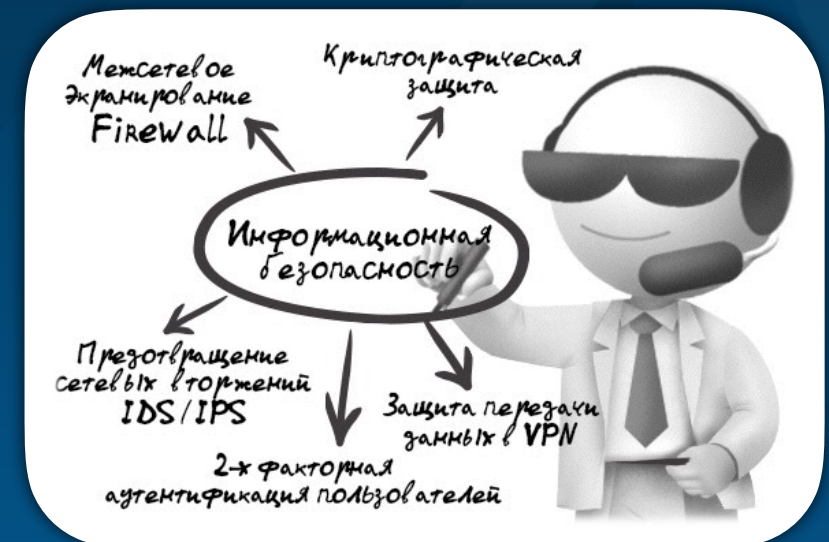 Межсетевое
Экранирование
Firewall
Криптографическая
защита
Информационная
безопасность
Предотвращение
сетевых вторжений
IDS/IPS
Защита передачи
данных в VPN
2-х факторная
аутентификация пользователей